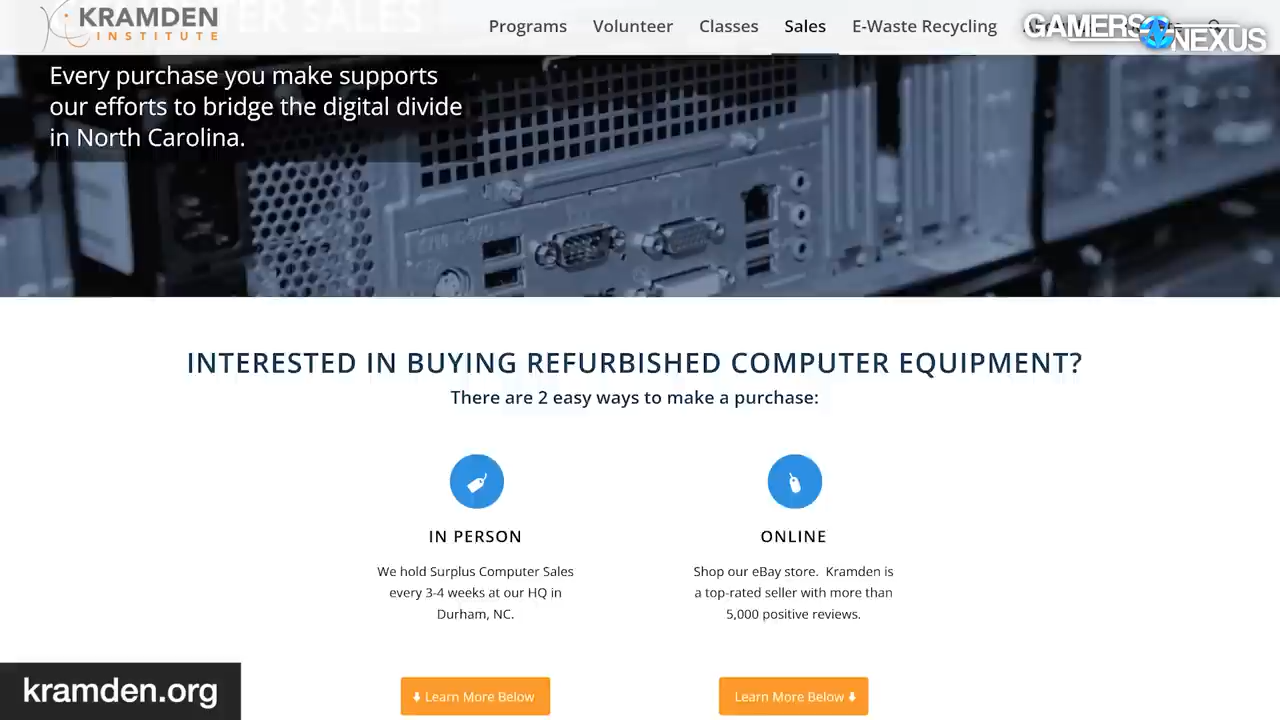 KRAMDEN
INSTITUTE
Programs
Volunteer
Classes
Sales
E-Waste Recycling
GAMERS
NEXUS
SALES
Every purchase you make supports
our efforts to bridge the digital divide
in North Carolina.
INTERESTED IN BUYING REFURBISHED COMPUTER EQUIPMENT?
There are 2 easy ways to make a purchase:
IN PERSON
We hold Surplus Computer Sales
every 3-4 weeks at our HQ in
Durham, NC.
Learn More Below
ONLINE
Shop our eBay store. Kramden is
a top-rated seller with more than
5,000 positive reviews.
Learn More Below
kramden.org